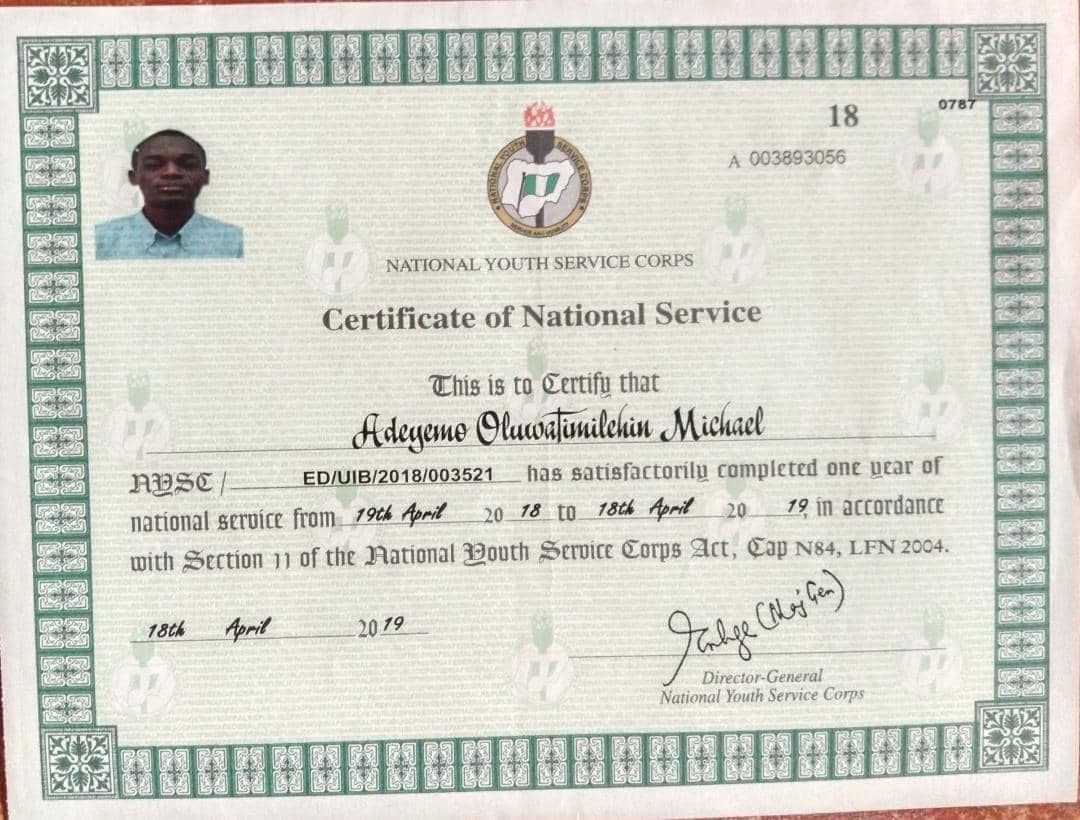 18
0787
A 003893056
NATIONAL YOUTH SERVICE CORPS
SERVICE AND HUMILITY
NATIONAL YOUTH SERVICE CORPS
Certificate of National Service
This is to Certify that
Adeyemo Oluwatimilehin Michael
NYSC / ED/UIB/2018/003521 has satisfactorily completed one year of
national service from 19th April 20 18 to 18th April 20 19, in accordance
with Section 11 of the National Youth Service Corps Act, Cap N84, LFN 2004.
18th April 2019
(Maj Gen)
Director-General
National Youth Service Corps